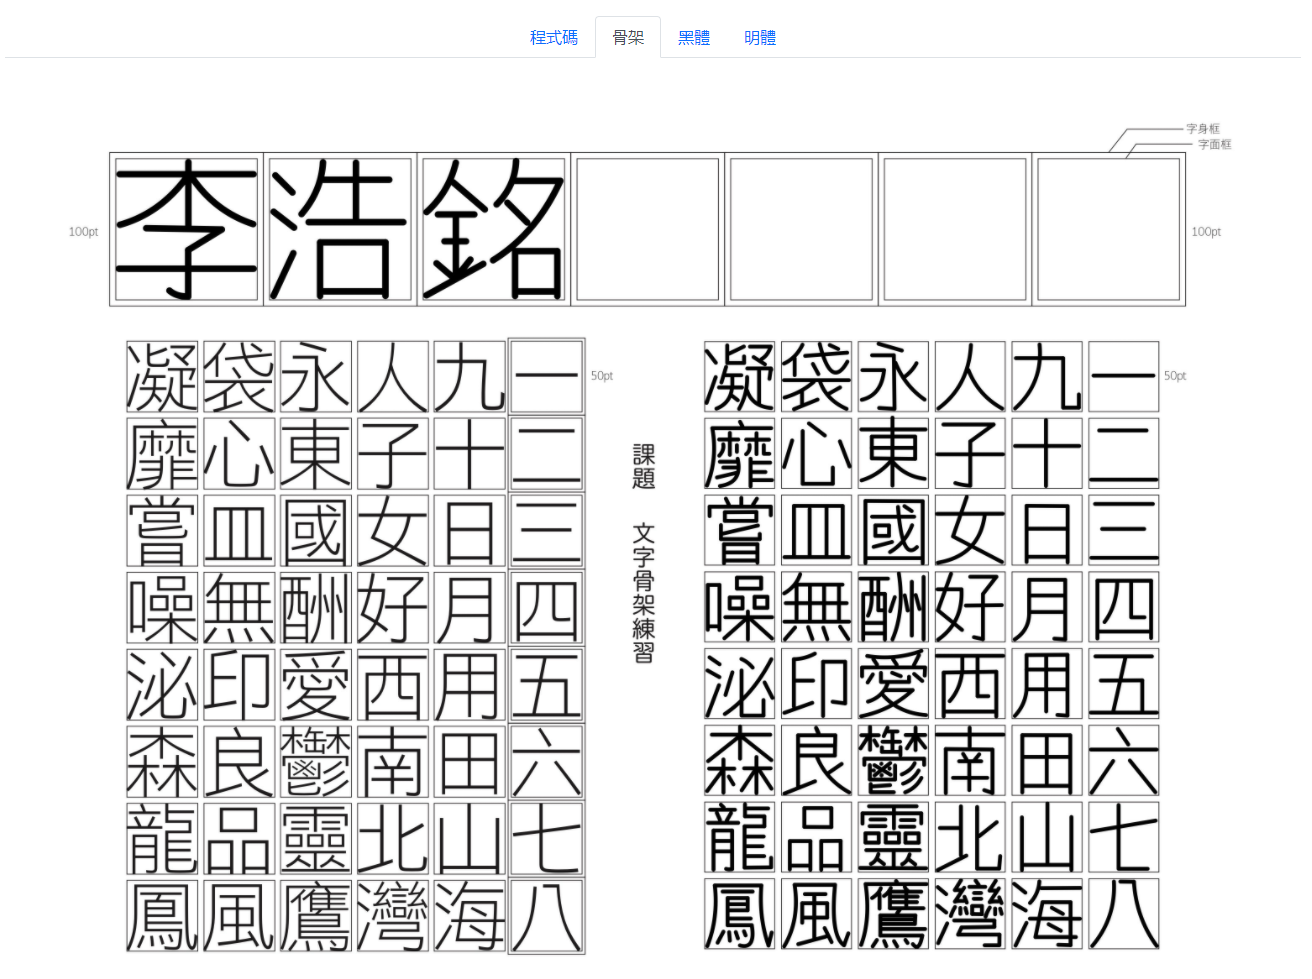 程式碼 骨架 黑體 明體
字身框
字面框
李浩銘
100pt 100pt
凝袋永人九一 50pt
靡心東子十二
嘗皿國女日三
噪無酬好月四
泌印愛西用五
森良鬱南田六
龍品靈北山七
鳳風鷹灣海八
課題 文字骨架練習
凝袋永人九一 50pt
靡心東子十二
嘗皿國女日三
噪無酬好月四
泌印愛西用五
森良鬱南田六
龍品靈北山七
鳳風鷹灣海八